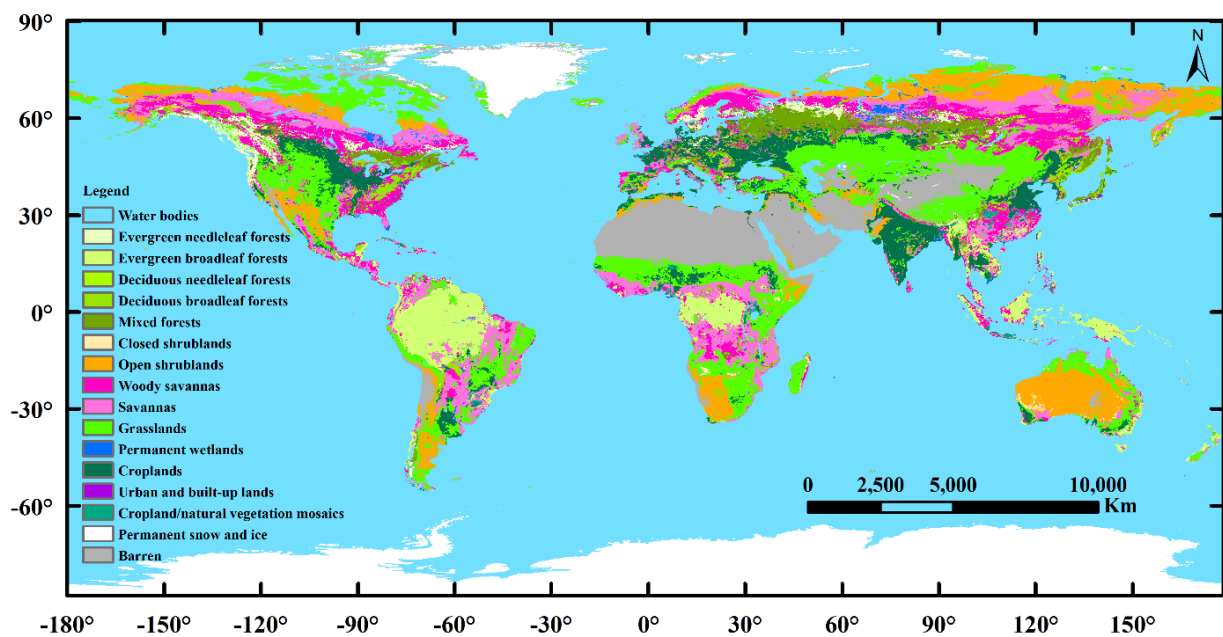 90°
90°
60°
30°
0°
-30°
-60°
N
Legend
Water bodies
Evergreen needleleaf forests
Evergreen broadleaf forests
Deciduous needleleaf forests
Deciduous broadleaf forests
Mixed forests
Closed shrublands
Open shrublands
Woody savannas
Savannas
Grasslands
Permanent wetlands
Croplands
Urban and built-up lands
Cropland/natural vegetation mosaics
Permanent snow and ice
Barren
0 2,500 5,000 10,000
Km
-180° -150° -120° -90° -60° -30° 0° 30° 60° 90° 120° 150°